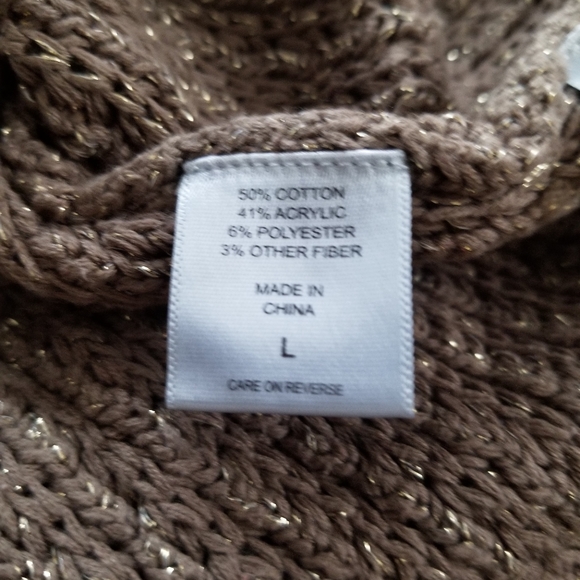 50% COTTON
41% ACRYLIC
6% POLYESTER
3% OTHER FIBER
MADE IN
CHINA
L
CARE ON REVERSE